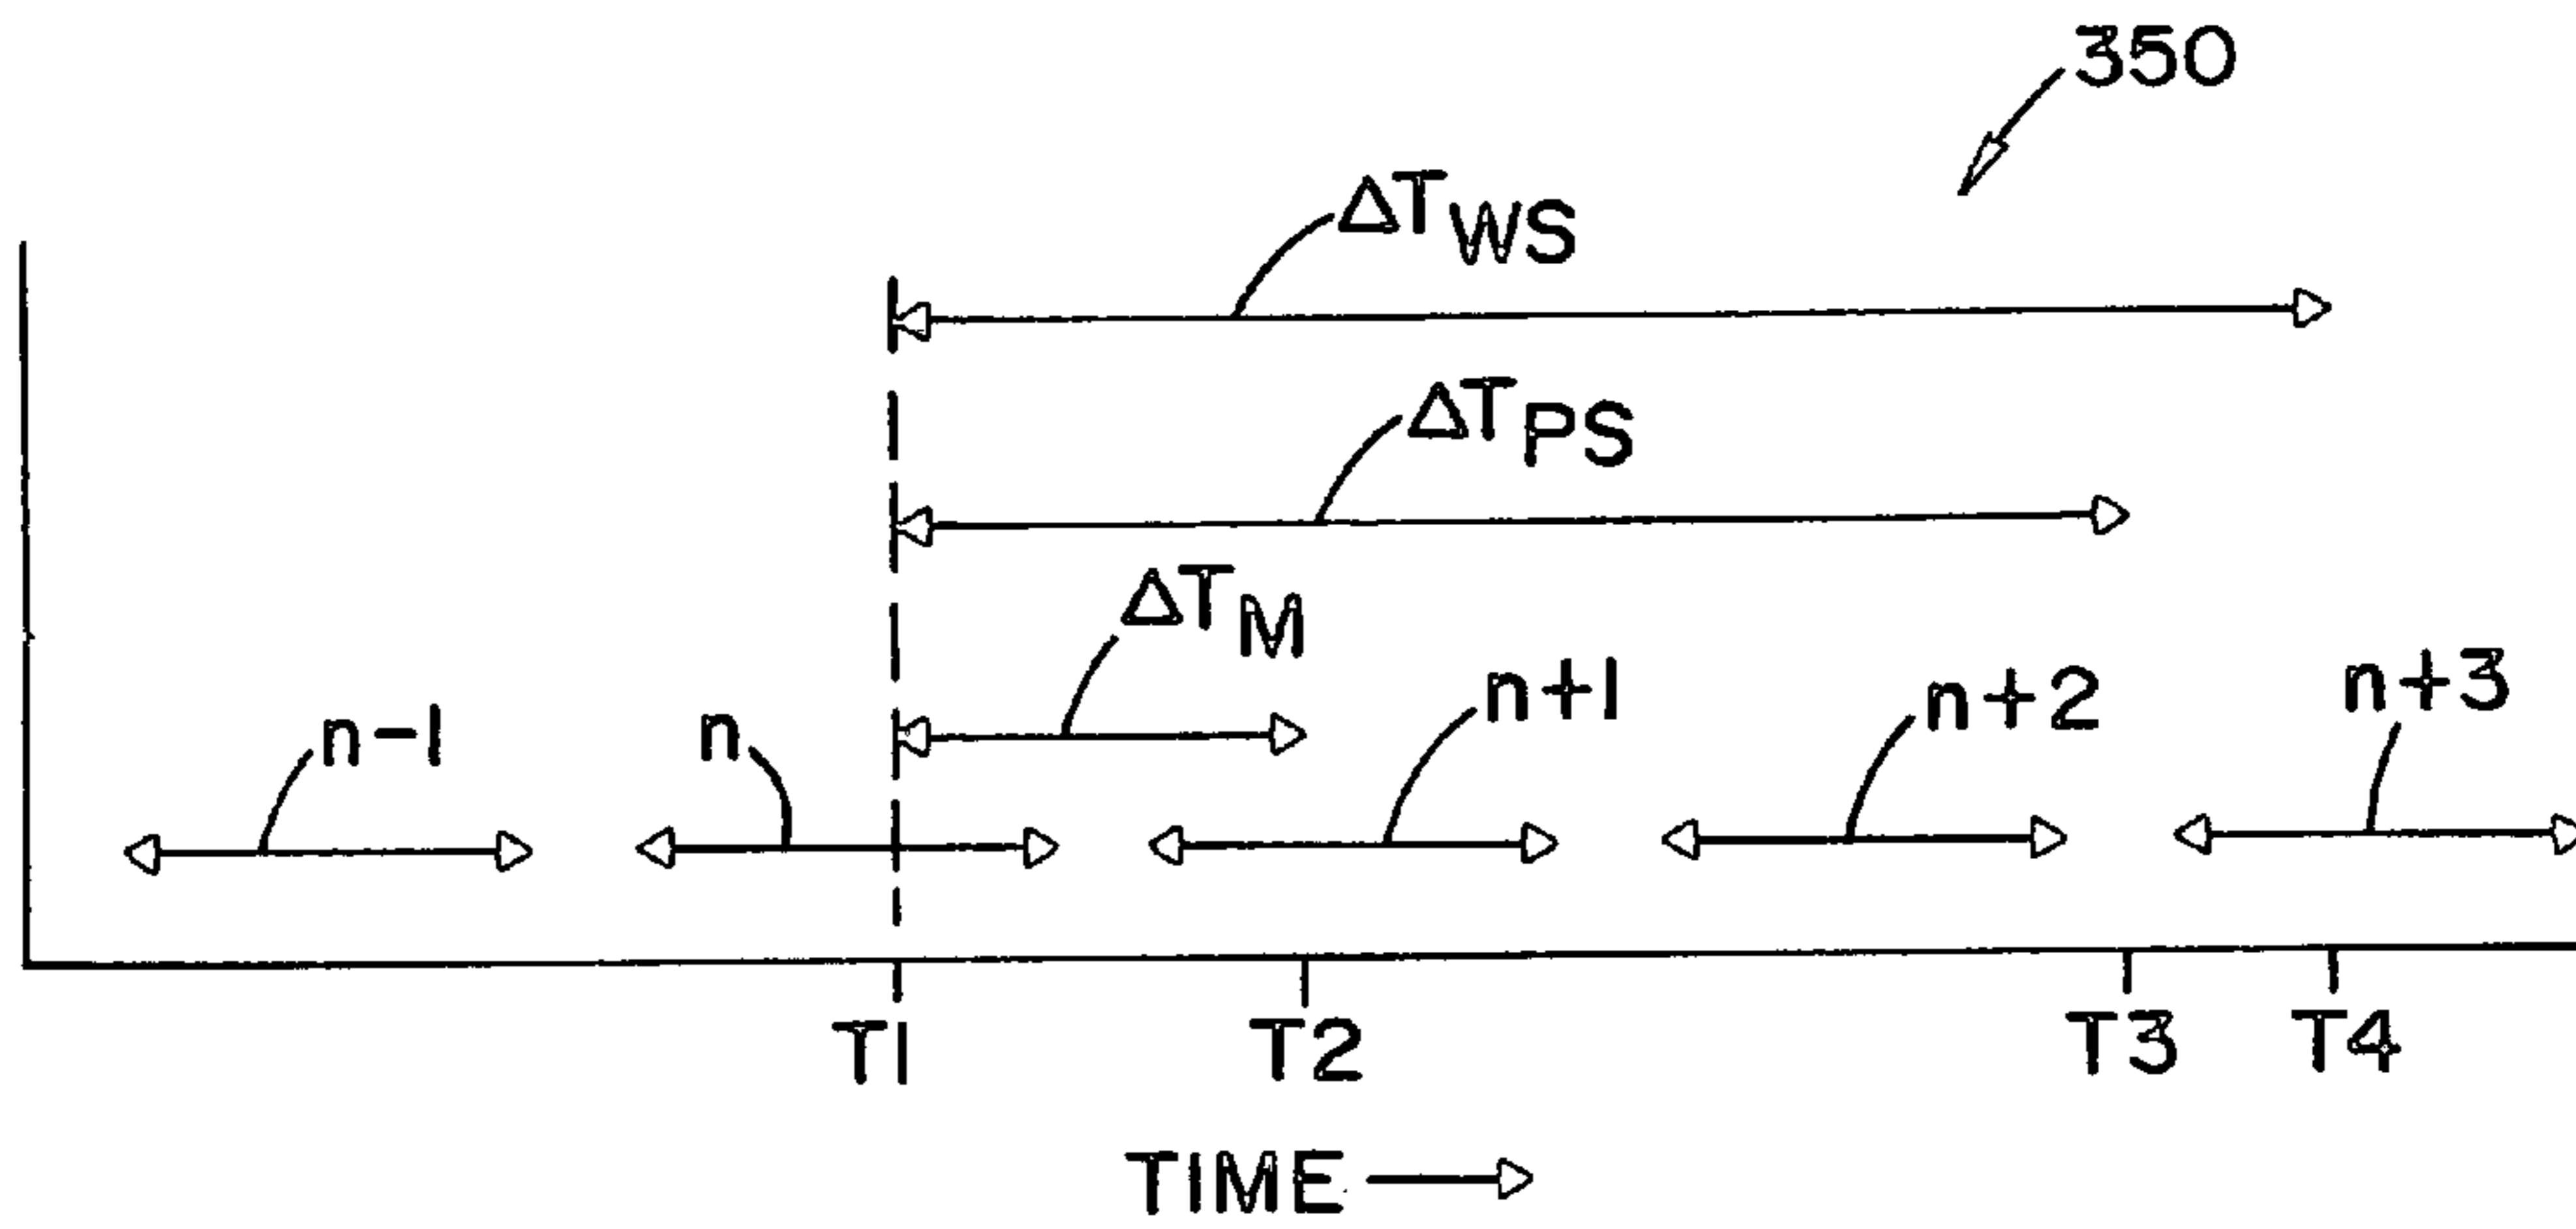 350
ΔTWS
ΔTPS
ΔTM
n-1
n
n+1
n+2
n+3
T1
T2
T3
T4
TIME